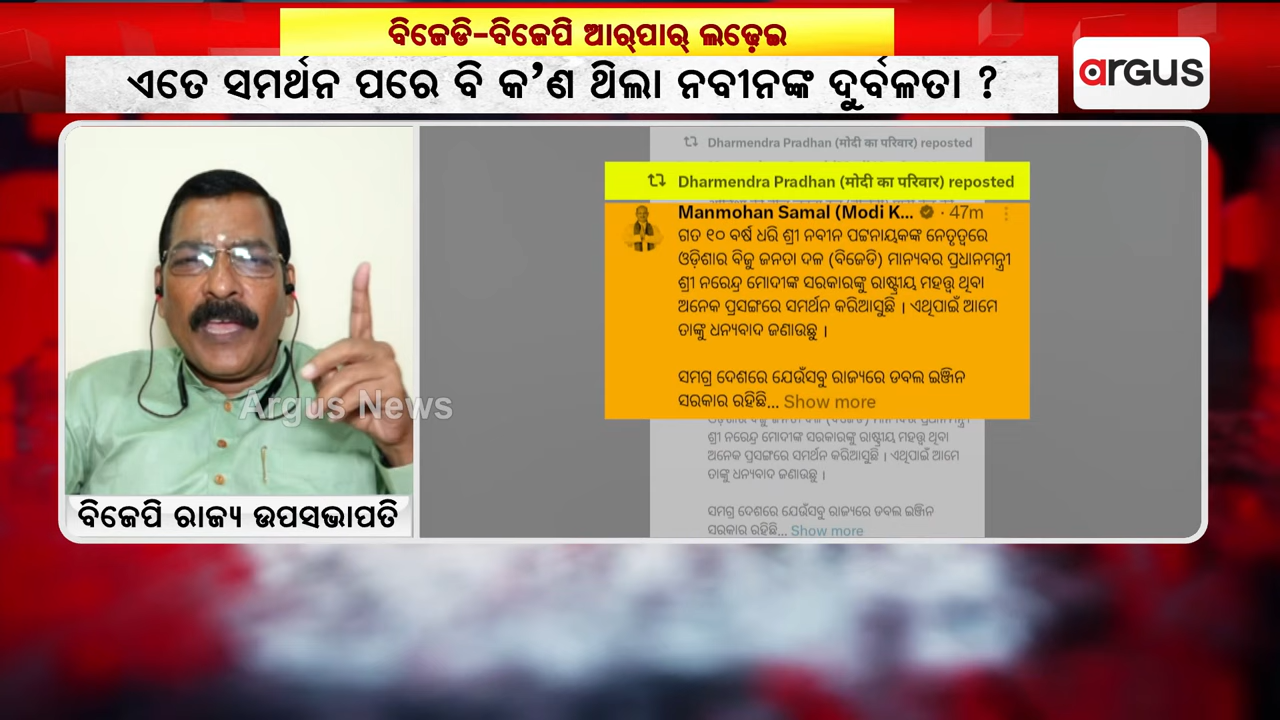 ବିଜେଡି-ବିଜେପି ଆର୍‌ପାର୍ ଲଢ଼େଇ
ଏତେ ସମର୍ଥନ ପରେ ବି କ'ଣ ଥିଲା ନବୀନଙ୍କ ଦୁର୍ବଳତା ?
argus
Dharmendra Pradhan (मोदी का परिवार) reposted
Dharmendra Pradhan (मोदी का परिवार) reposted
Manmohan Samal (Modi K... · 47m
ଗତ ୧୦ ବର୍ଷ ଧରି ଶ୍ରୀ ନବୀନ ପଟ୍ଟନାୟକଙ୍କ ନେତୃତ୍ୱରେ
ଓଡ଼ିଶାର ବିଜୁ ଜନତା ଦଳ (ବିଜେଡି) ମାନ୍ୟବର ପ୍ରଧାନମନ୍ତ୍ରୀ
ଶ୍ରୀ ନରେନ୍ଦ୍ର ମୋଦୀଙ୍କ ସରକାରଙ୍କୁ ରାଷ୍ଟ୍ରୀୟ ମହତ୍ତ୍ୱ ଥିବା
ଅନେକ ପ୍ରସଙ୍ଗରେ ସମର୍ଥନ କରିଆସୁଛି । ଏଥିପାଇଁ ଆମେ
ତାଙ୍କୁ ଧନ୍ୟବାଦ ଜଣାଉଛୁ ।
ସମଗ୍ର ଦେଶରେ ଯେଉଁସବୁ ରାଜ୍ୟରେ ଡବଲ ଇଞ୍ଜିନ
ସରକାର ରହିଛି... Show more
ଶ୍ରୀ ନରେନ୍ଦ୍ର ମୋଦୀଙ୍କ ସରକାରଙ୍କୁ ରାଷ୍ଟ୍ରୀୟ ମହତ୍ତ୍ୱ ଥିବା
ଅନେକ ପ୍ରସଙ୍ଗରେ ସମର୍ଥନ କରିଆସୁଛି । ଏଥିପାଇଁ ଆମେ
ତାଙ୍କୁ ଧନ୍ୟବାଦ ଜଣାଉଛୁ ।
ସମଗ୍ର ଦେଶରେ ଯେଉଁସବୁ ରାଜ୍ୟରେ ଡବଲ ଇଞ୍ଜିନ
ସରକାର ରହିଛି... Show more
Argus News
ବିଜେପି ରାଜ୍ୟ ଉପସଭାପତି